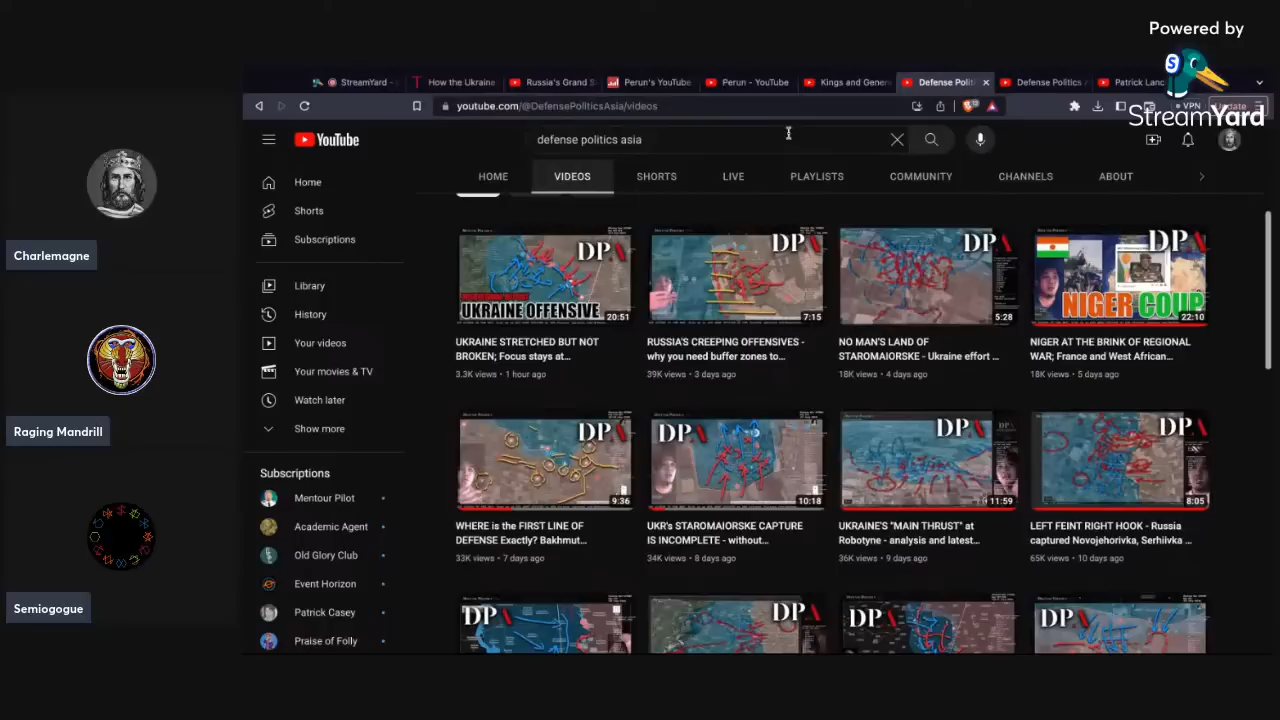 Powered by
StreamYard
StreamYard -
How the Ukraine
Russia's Grand S
Perun's YouTube
Perun - YouTube
Kings and Gener
Defense Politi
Defense Politics
Patrick Lanc
youtube.com/@DefensePoliticsAsia/videos
VPN
Update
YouTube
defense politics asia
HOME
VIDEOS
SHORTS
LIVE
PLAYLISTS
COMMUNITY
CHANNELS
ABOUT
Home
Shorts
Subscriptions
Library
History
Your videos
Your movies & TV
Watch later
Show more
Subscriptions
Mentour Pilot
Academic Agent
Old Glory Club
Event Horizon
Patrick Casey
Praise of Folly
Charlemagne
Raging Mandrill
Semiogogue
DPA
UKRAINE OFFENSIVE
20:51
UKRAINE STRETCHED BUT NOT
BROKEN; Focus stays at...
3.3K views • 1 hour ago
DPA
7:15
RUSSIA'S CREEPING OFFENSIVES -
why you need buffer zones to...
39K views • 3 days ago
DPA
5:28
NO MAN'S LAND OF
STAROMAIORSKE - Ukraine effort ...
18K views • 4 days ago
DPA
NIGER COUP
22:10
NIGER AT THE BRINK OF REGIONAL
WAR; France and West African...
18K views • 5 days ago
DPA
9:36
WHERE is the FIRST LINE OF
DEFENSE Exactly? Bakhmut...
33K views • 7 days ago
DPA
10:18
UKR's STAROMAIORSKE CAPTURE
IS INCOMPLETE - without...
34K views • 8 days ago
DPA
11:59
UKRAINE'S "MAIN THRUST" at
Robotyne - analysis and latest...
36K views • 9 days ago
DPA
8:05
LEFT FEINT RIGHT HOOK - Russia
captured Novojehorivka, Serhiivka ...
65K views • 10 days ago
DPA
DPA
DPA
DPA